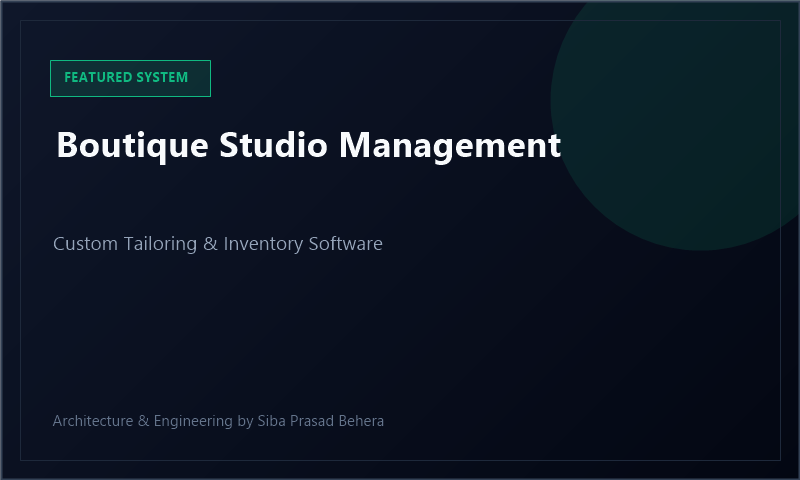 FEATURED SYSTEM
Boutique Studio Management
Custom Tailoring & Inventory Software
Architecture & Engineering by Siba Prasad Behera